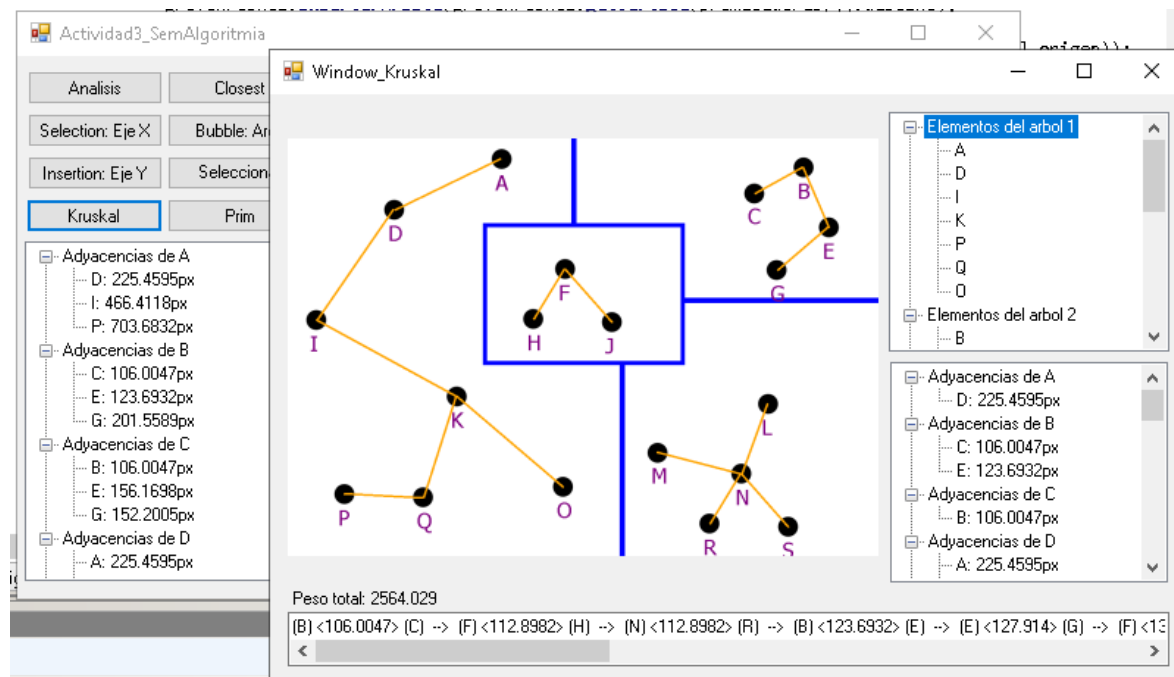 Actividad3_SemAlgoritmia
Analisis
Closest
Selection: Eje X
Bubble:
Insertion: Eje Y
Kruskal
Prim
Adyacencias de A
D: 225.4595px
I: 466.4118px
P: 703.6832px
Adyacencias de B
C: 106.0047px
E: 123.6932px
G: 201.5589px
Adyacencias de C
B: 106.0047px
E: 156.1698px
G: 152.2005px
Adyacencias de D
A: 225.4595px
Window_Kruskal
A
B
C
D
E
F
G
H
J
I
K
L
M
N
O
P
Q
R
S
Elementos del arbol 1
A
D
I
K
P
Q
O
Elementos del arbol 2
B
Adyacencias de A
D: 225.4595px
Adyacencias de B
C: 106.0047px
E: 123.6932px
Adyacencias de C
B: 106.0047px
Adyacencias de D
A: 225.4595px
Peso total: 2564.029
(B) <106.0047> (C) --> (F) <112.8982> (H) --> (N) <112.8982> (R) --> (B) <123.6932> (E) --> (E) <127.914> (G) --> (F) <13